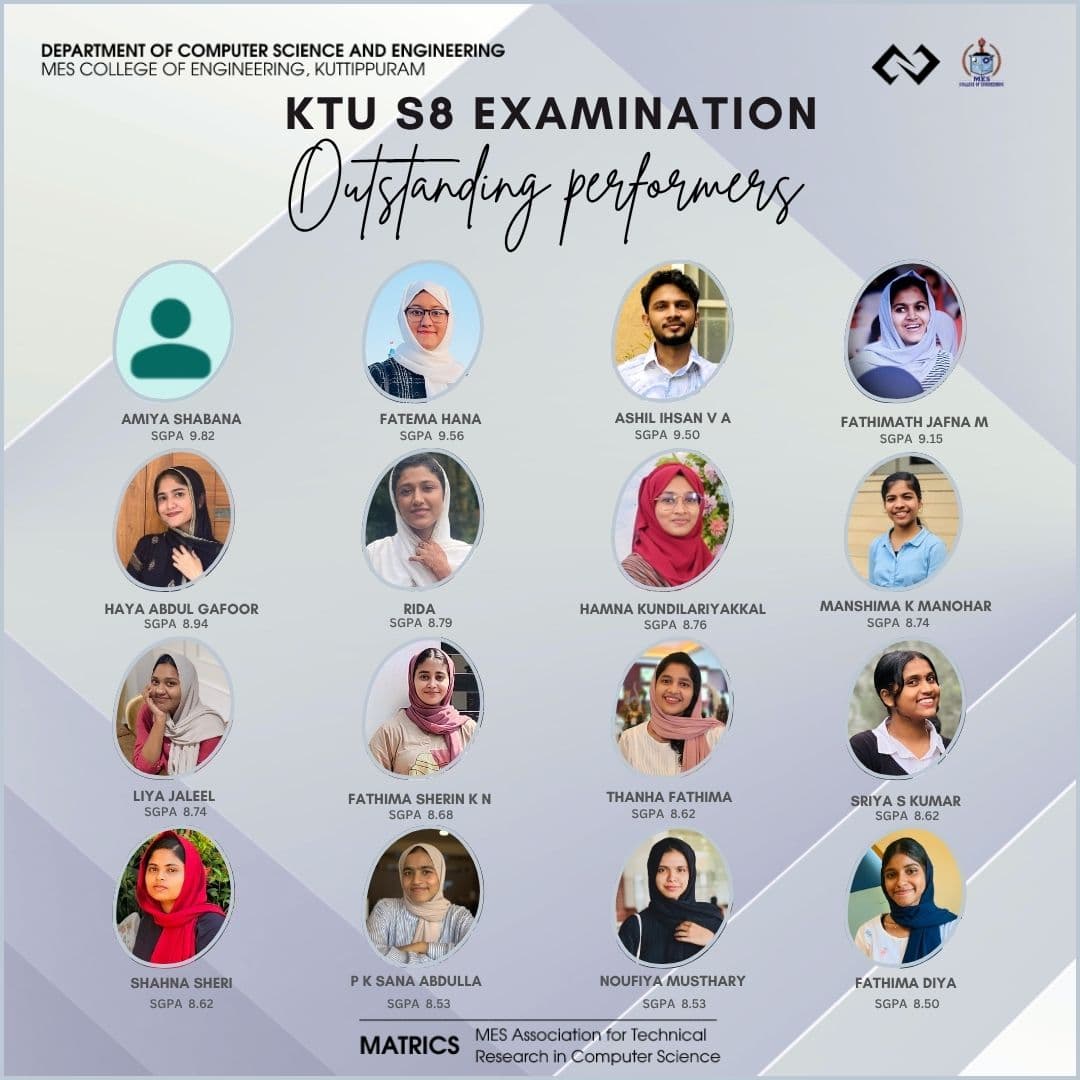 DEPARTMENT OF COMPUTER SCIENCE AND ENGINEERING
MES COLLEGE OF ENGINEERING, KUTTIPPURAM
MES
COLLEGE OF ENGINEERING
KTU S8 EXAMINATION
Outstanding performers
AMIYA SHABANA
SGPA 9.82
FATEMA HANA
SGPA 9.56
ASHIL IHSAN V A
SGPA 9.50
FATHIMATH JAFNA M
SGPA 9.15
HAYA ABDUL GAFOOR
SGPA 8.94
RIDA
SGPA 8.79
HAMNA KUNDILARIYAKKAL
SGPA 8.76
MANSHIMA K MANOHAR
SGPA 8.74
LIYA JALEEL
SGPA 8.74
FATHIMA SHERIN K N
SGPA 8.68
THANHA FATHIMA
SGPA 8.62
SRIYA S KUMAR
SGPA 8.62
SHAHNA SHERI
SGPA 8.62
P K SANA ABDULLA
SGPA 8.53
NOUFIYA MUSTHARY
SGPA 8.53
FATHIMA DIYA
SGPA 8.50
MATRICS
MES Association for Technical
Research in Computer Science